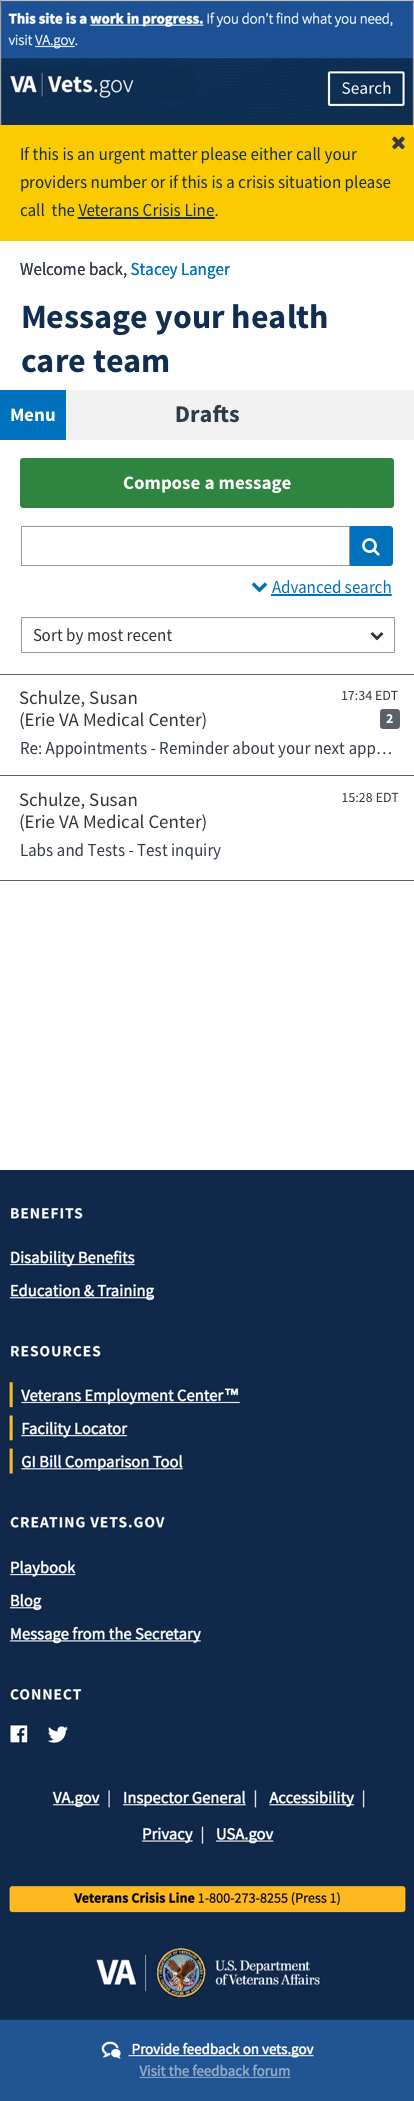 This site is a work in progress. If you don't find what you need,
visit VA.gov.
VA | Vets.gov
Search
If this is an urgent matter please either call your
providers number or if this is a crisis situation please
call the Veterans Crisis Line.
Welcome back, Stacey Langer
Message your health
care team
Menu
Drafts
Compose a message
Advanced search
Sort by most recent
Schulze, Susan
17:34 EDT
(Erie VA Medical Center)
2
Re: Appointments - Reminder about your next app…
Schulze, Susan
15:28 EDT
(Erie VA Medical Center)
Labs and Tests - Test inquiry
BENEFITS
Disability Benefits
Education & Training
RESOURCES
Veterans Employment Center™
Facility Locator
GI Bill Comparison Tool
CREATING VETS.GOV
Playbook
Blog
Message from the Secretary
CONNECT
VA.gov | Inspector General | Accessibility |
Privacy | USA.gov
Veterans Crisis Line 1-800-273-8255 (Press 1)
VA
U.S. Department
of Veterans Affairs
Provide feedback on vets.gov
Visit the feedback forum